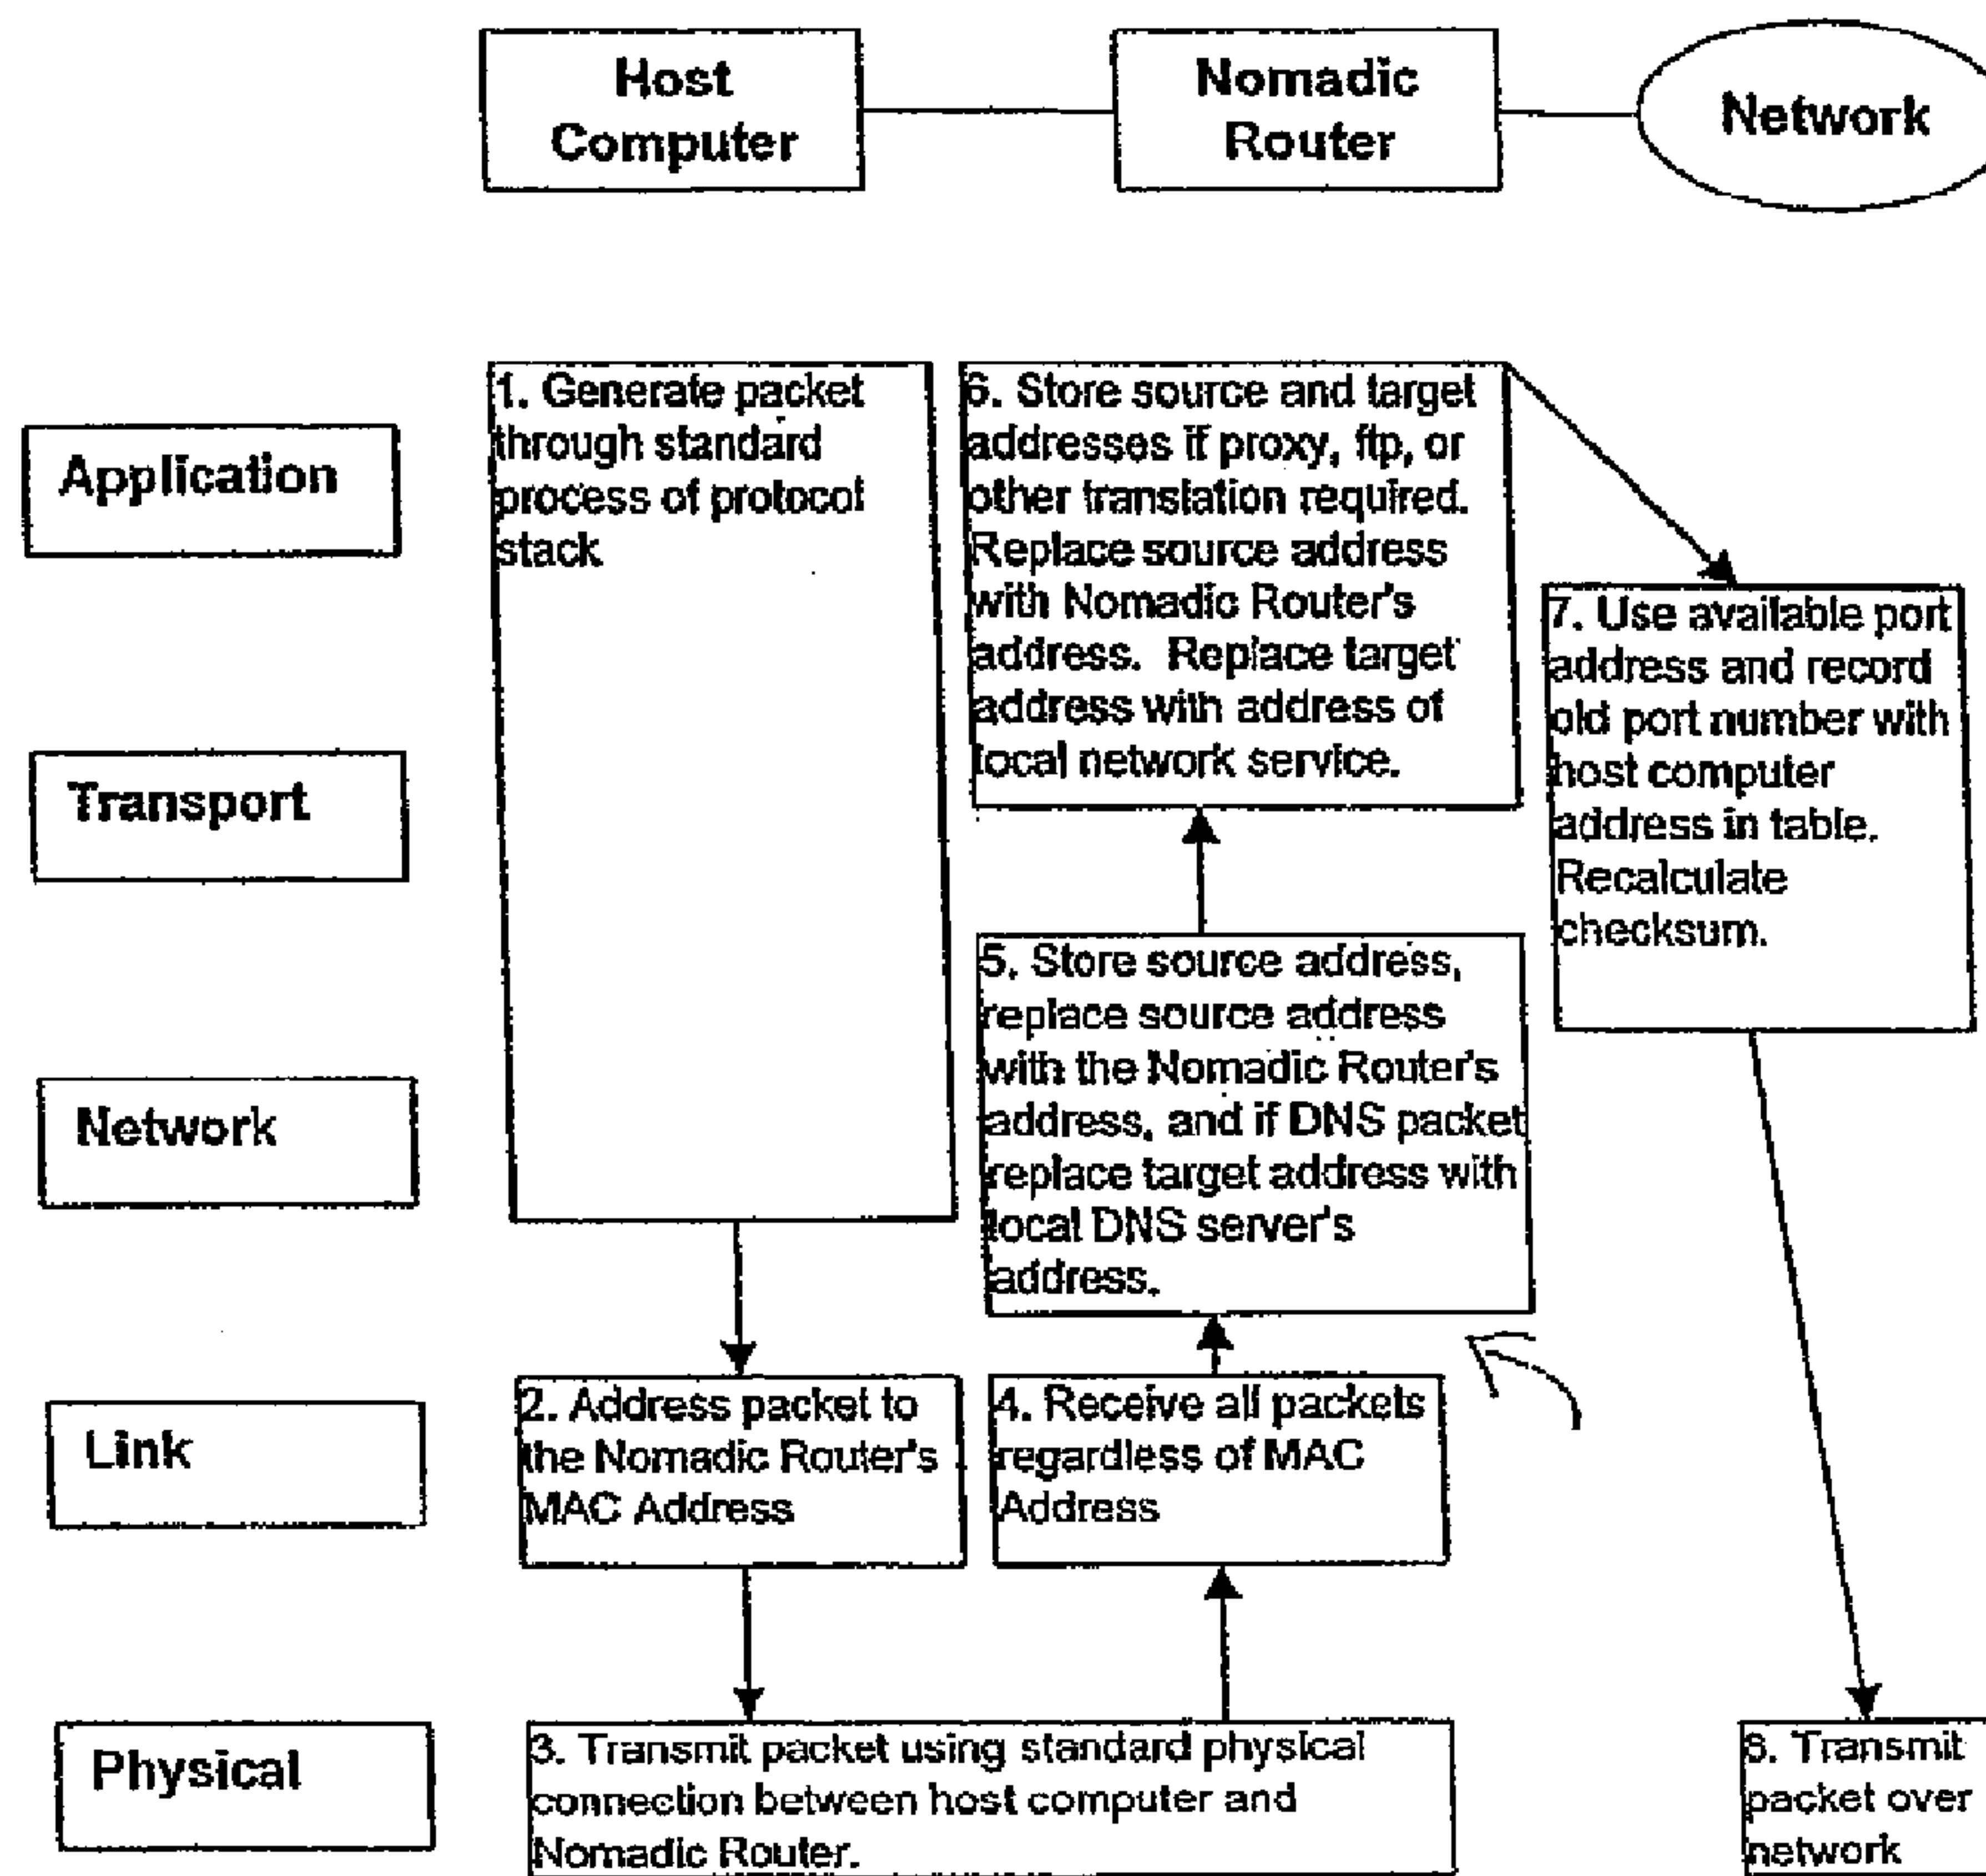 Host
Computer
Nomadic
Router
Network
Application
Transport
Network
Link
Physical
1. Generate packet
through standard
process of protocol
stack
2. Address packet to
the Nomadic Router's
MAC Address
3. Transmit packet using standard physical
connection between host computer and
Nomadic Router.
4. Receive all packets
regardless of MAC
Address
5. Store source address,
replace source address
with the Nomadic Router's
address, and if DNS packet
replace target address with
local DNS server's
address.
6. Store source and target
addresses if proxy, ftp, or
other translation required.
Replace source address
with Nomadic Router's
address. Replace target
address with address of
local network service.
7. Use available port
address and record
old port number with
host computer
address in table.
Recalculate
checksum.
8. Transmit
packet over
network